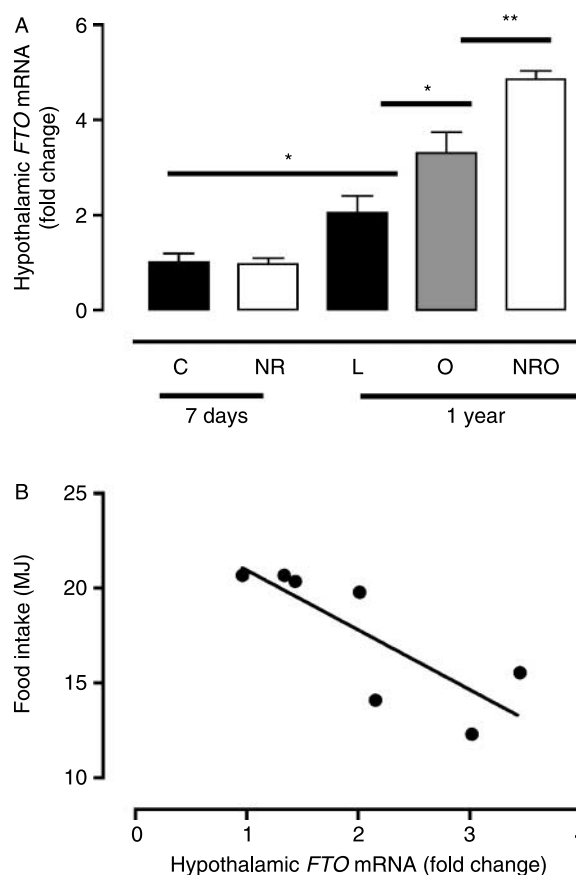 A
Hypothalamic FTO mRNA
(fold change)
6
4
2
0
*
*
**
C NR L O NRO
7 days 1 year
B
Food intake (MJ)
25
20
15
10
0 1 2 3 4
Hypothalamic FTO mRNA (fold change)